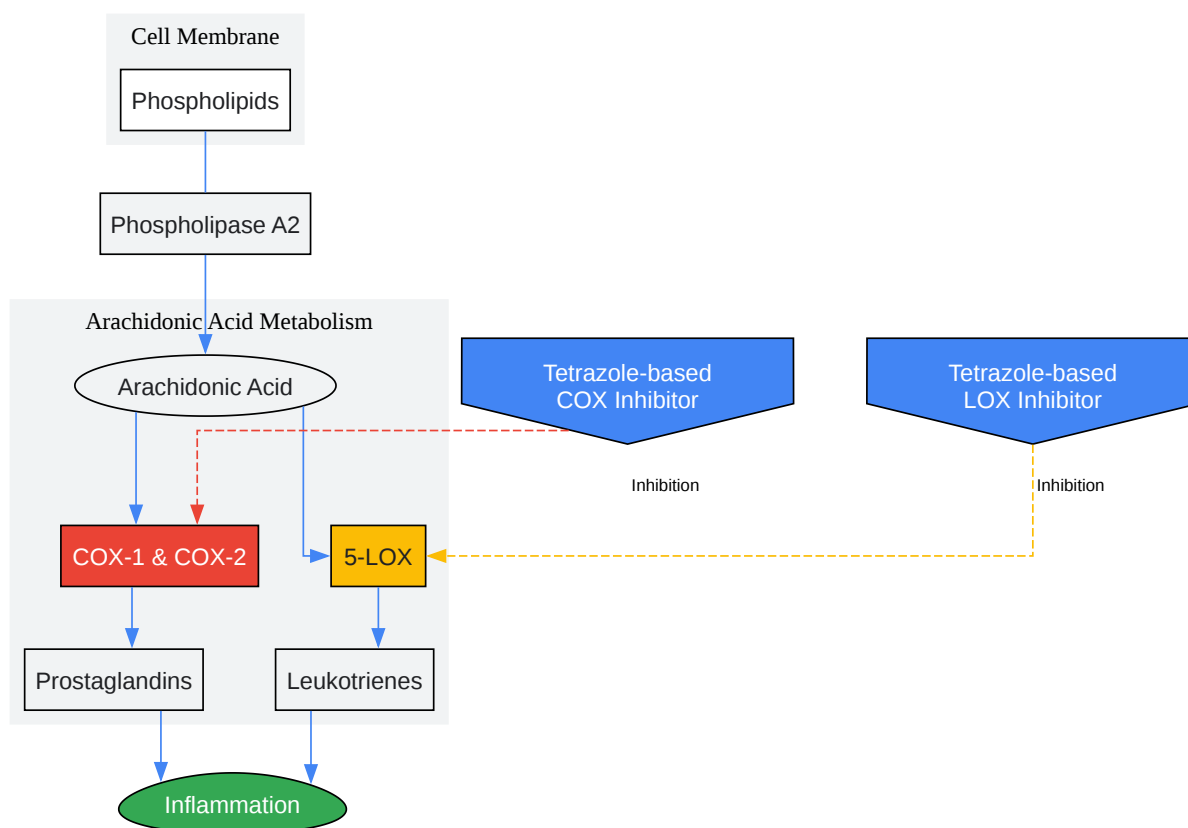 Cell Membrane
Phospholipids
Phospholipase A2
Arachidonic Acid Metabolism
Arachidonic Acid
Tetrazole-based
COX Inhibitor
Tetrazole-based
LOX Inhibitor
Inhibition
Inhibition
COX-1 & COX-2
5-LOX
Prostaglandins
Leukotrienes
Inflammation